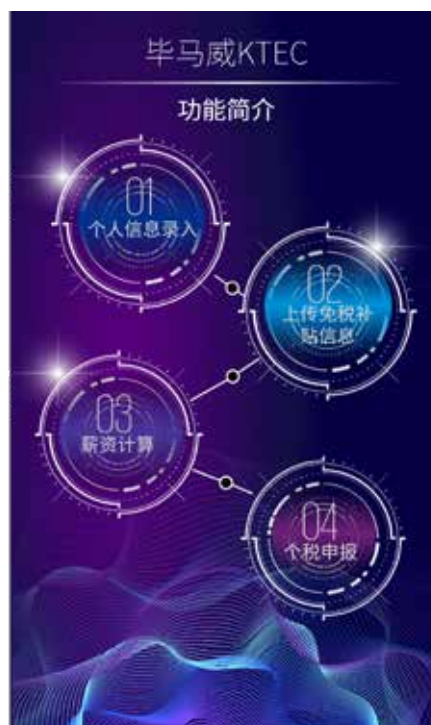 毕马威KTEC
功能简介
01
个人信息录入
02
上传免税补
贴信息
03
薪资计算
04
个税申报